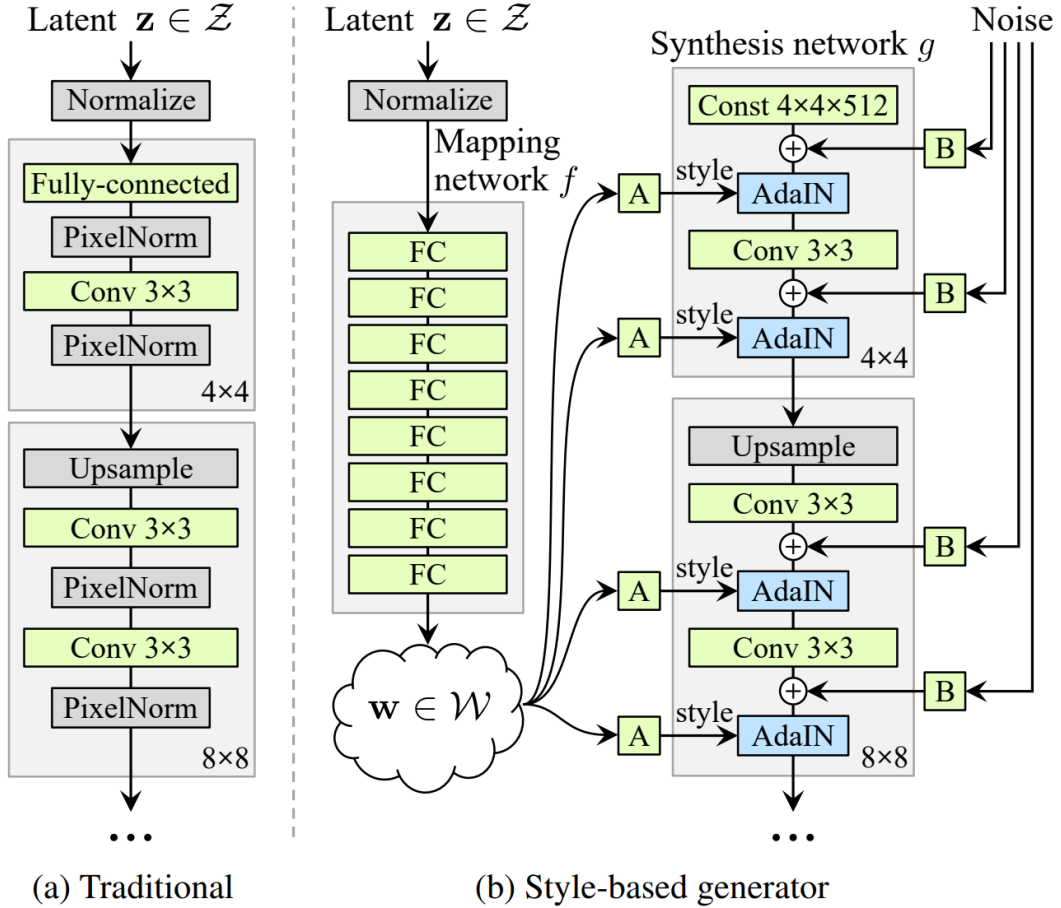 Latent z ∈ 𝒵
Normalize
Fully-connected
PixelNorm
Conv 3×3
PixelNorm
4×4
Upsample
Conv 3×3
PixelNorm
Conv 3×3
PixelNorm
8×8
...
(a) Traditional
Latent z ∈ 𝒵
Normalize
Mapping
network f
FC
FC
FC
FC
FC
FC
FC
FC
w ∈ 𝒲
A
style
A
style
A
style
A
style
Synthesis network g
Const 4×4×512
+
AdaIN
Conv 3×3
+
AdaIN
4×4
Upsample
Conv 3×3
+
AdaIN
Conv 3×3
+
AdaIN
8×8
...
Noise
B
B
B
B
(b) Style-based generator